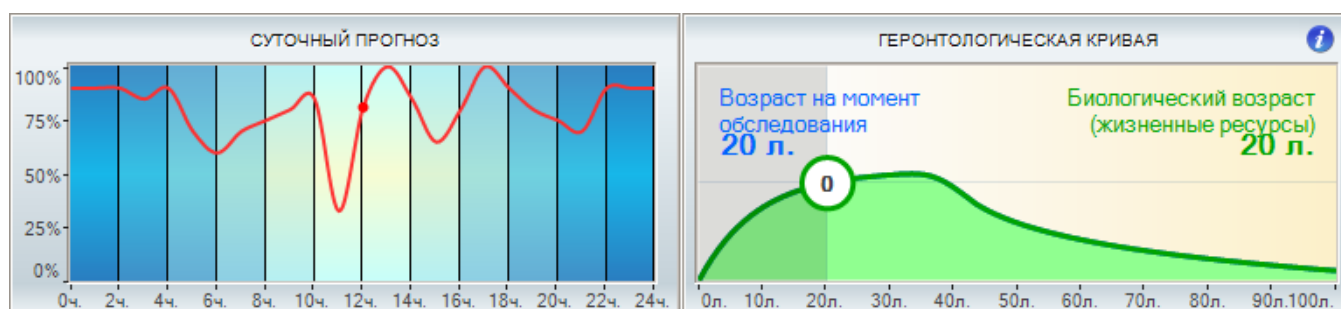 СУТОЧНЫЙ ПРОГНОЗ
100%
75%
50%
25%
0%
0ч. 2ч. 4ч. 6ч. 8ч. 10ч. 12ч. 14ч. 16ч. 18ч. 20ч. 22ч. 24ч.
ГЕРОНТОЛОГИЧЕСКАЯ КРИВАЯ
i
Возраст на момент
обследования
20 л.
Биологический возраст
(жизненные ресурсы)
20 л.
0
0л. 10л. 20л. 30л. 40л. 50л. 60л. 70л. 80л. 90л. 100л.